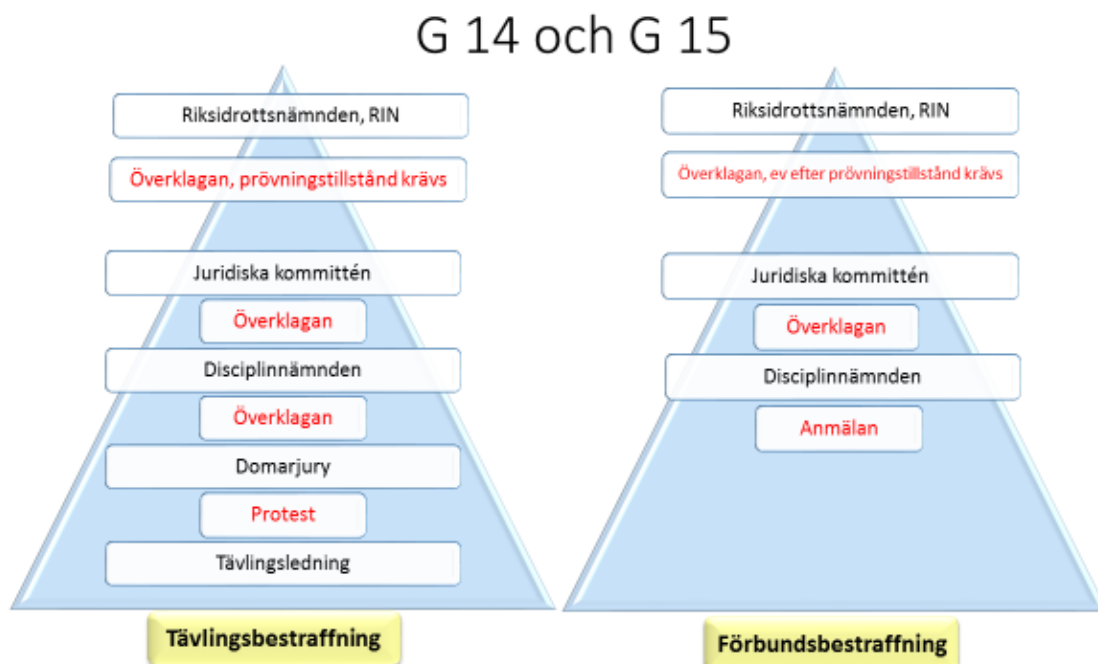 G 14 och G 15
Riksidrottsnämnden, RIN
Överklagan, prövningstillstånd krävs
Juridiska kommittén
Överklagan
Disciplinnämnden
Överklagan
Domarjury
Protest
Tävlingsledning
Tävlingsbestraffning
Riksidrottsnämnden, RIN
Överklagan, ev efter prövningstillstånd krävs
Juridiska kommittén
Överklagan
Disciplinnämnden
Anmälan
Förbundsbestraffning